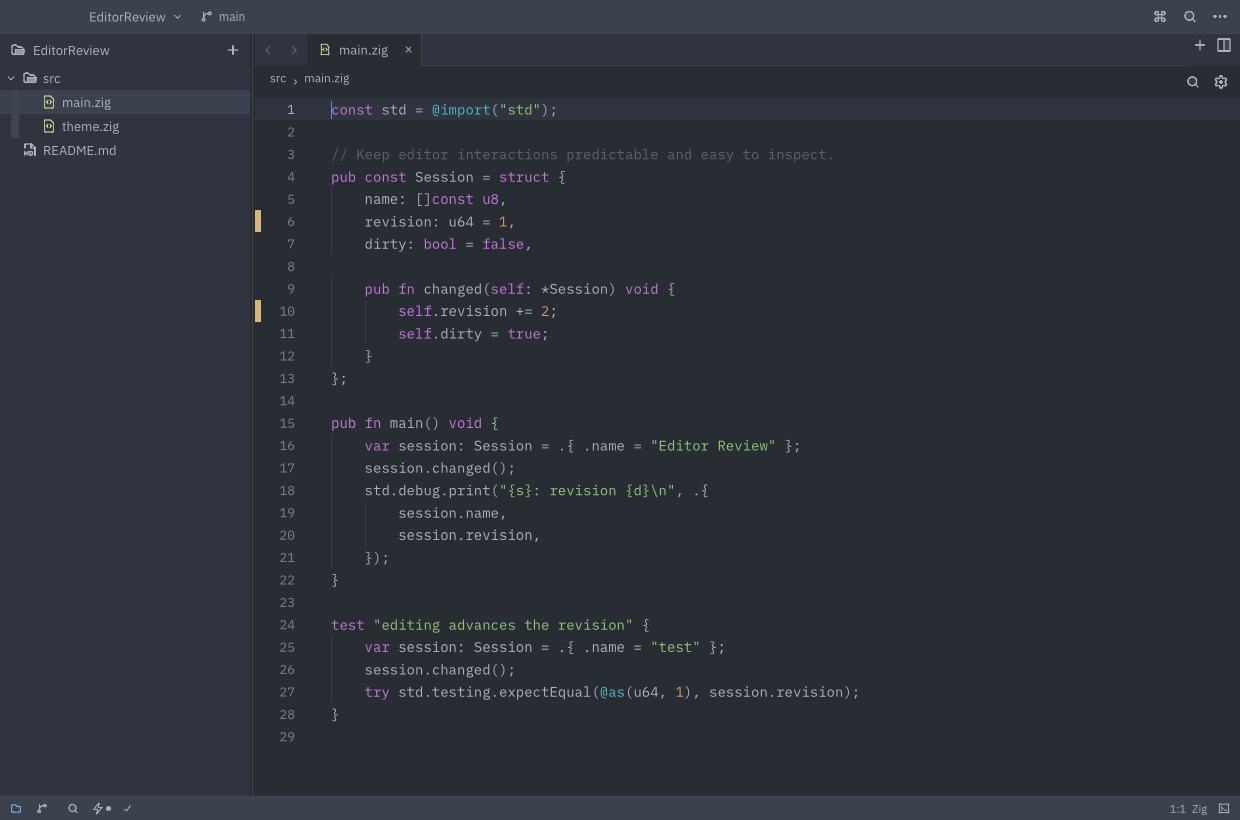 EditorReview main
EditorReview
src
main.zig
theme.zig
README.md
main.zig
src › main.zig
1 const std = @import("std");
2
3 // Keep editor interactions predictable and easy to inspect.
4 pub const Session = struct {
5     name: []const u8,
6     revision: u64 = 1,
7     dirty: bool = false,
8
9     pub fn changed(self: *Session) void {
10         self.revision += 2;
11         self.dirty = true;
12     }
13 };
14
15 pub fn main() void {
16     var session: Session = .{ .name = "Editor Review" };
17     session.changed();
18     std.debug.print("{s}: revision {d}\n", .{
19         session.name,
20         session.revision,
21     });
22 }
23
24 test "editing advances the revision" {
25     var session: Session = .{ .name = "test" };
26     session.changed();
27     try std.testing.expectEqual(@as(u64, 1), session.revision);
28 }
29
1:1 Zig